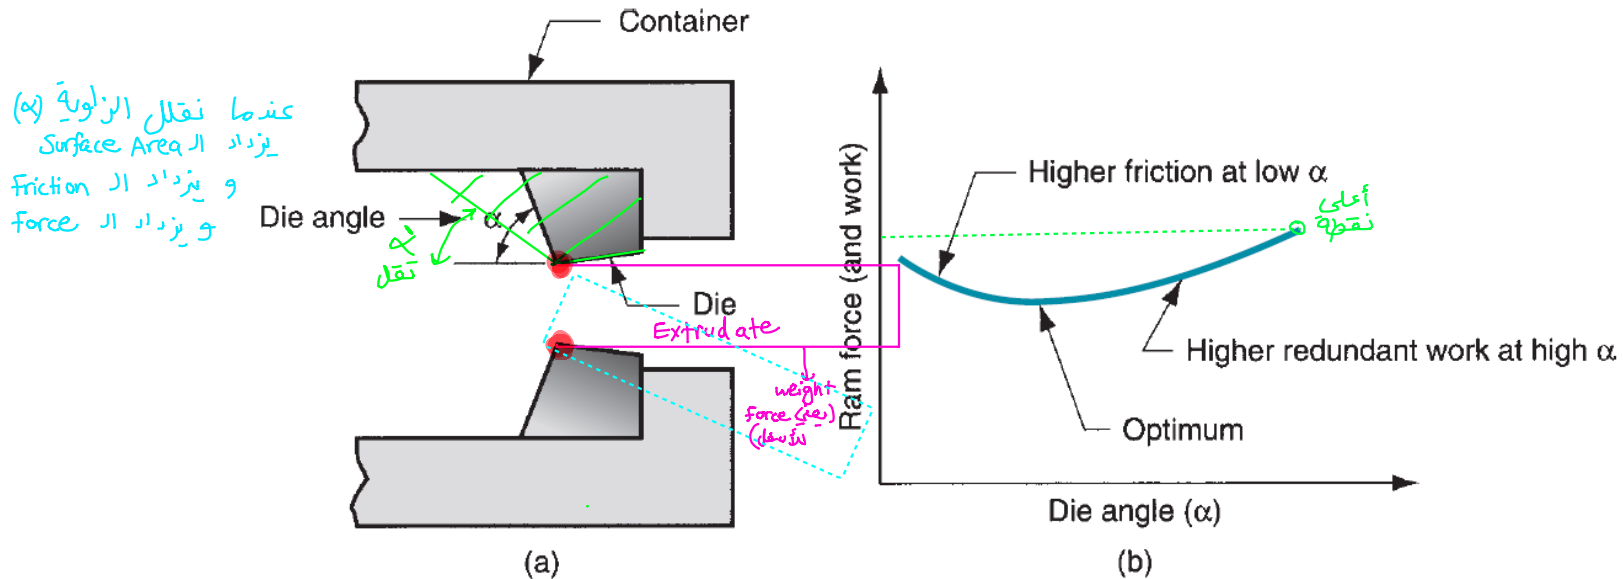 Container
عندما نقلل الزاوية (α)
يزداد الـ Surface Area
و يزداد الـ Friction
و يزداد الـ force
Die angle
α
α
نقل
Die
Extrudate
weight
force (يعني
للأسفل)
(a)
Ram force (and work)
Higher friction at low α
أعلى
نقطة
Higher redundant work at high α
Optimum
Die angle (α)
(b)